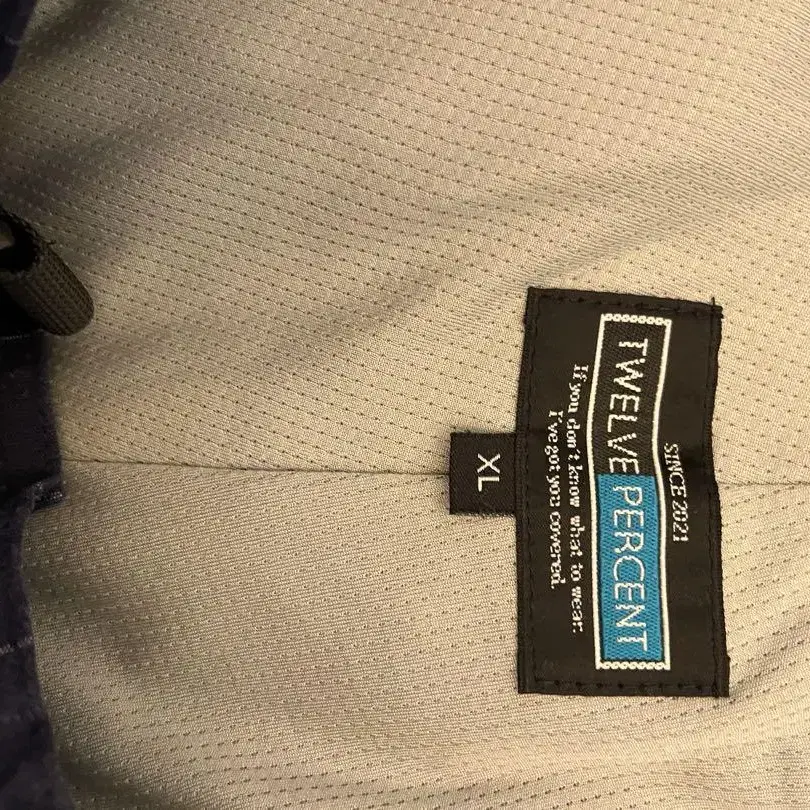 SINCE 2021
TWELVE PERCENT
If you don't know what to wear.
I've got you covered.
XL